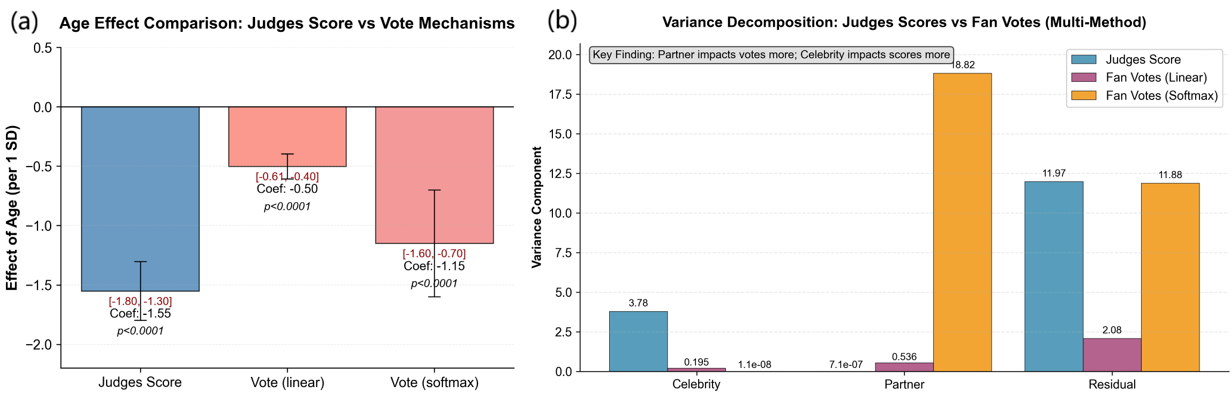 (a)
Age Effect Comparison: Judges Score vs Vote Mechanisms
Effect of Age (per 1 SD)
0.5
0.0
−0.5
−1.0
−1.5
−2.0
[-1.80, -1.30]
Coef: -1.55
p<0.0001
[-0.61, -0.40]
Coef: -0.50
p<0.0001
[-1.60, -0.70]
Coef: -1.15
p<0.0001
Judges Score
Vote (linear)
Vote (softmax)
(b)
Variance Decomposition: Judges Scores vs Fan Votes (Multi-Method)
Key Finding: Partner impacts votes more; Celebrity impacts scores more
Judges Score
Fan Votes (Linear)
Fan Votes (Softmax)
Variance Component
20.0
17.5
15.0
12.5
10.0
7.5
5.0
2.5
0.0
3.78
0.195
1.1e-08
7.1e-07
0.536
18.82
11.97
2.08
11.88
Celebrity
Partner
Residual